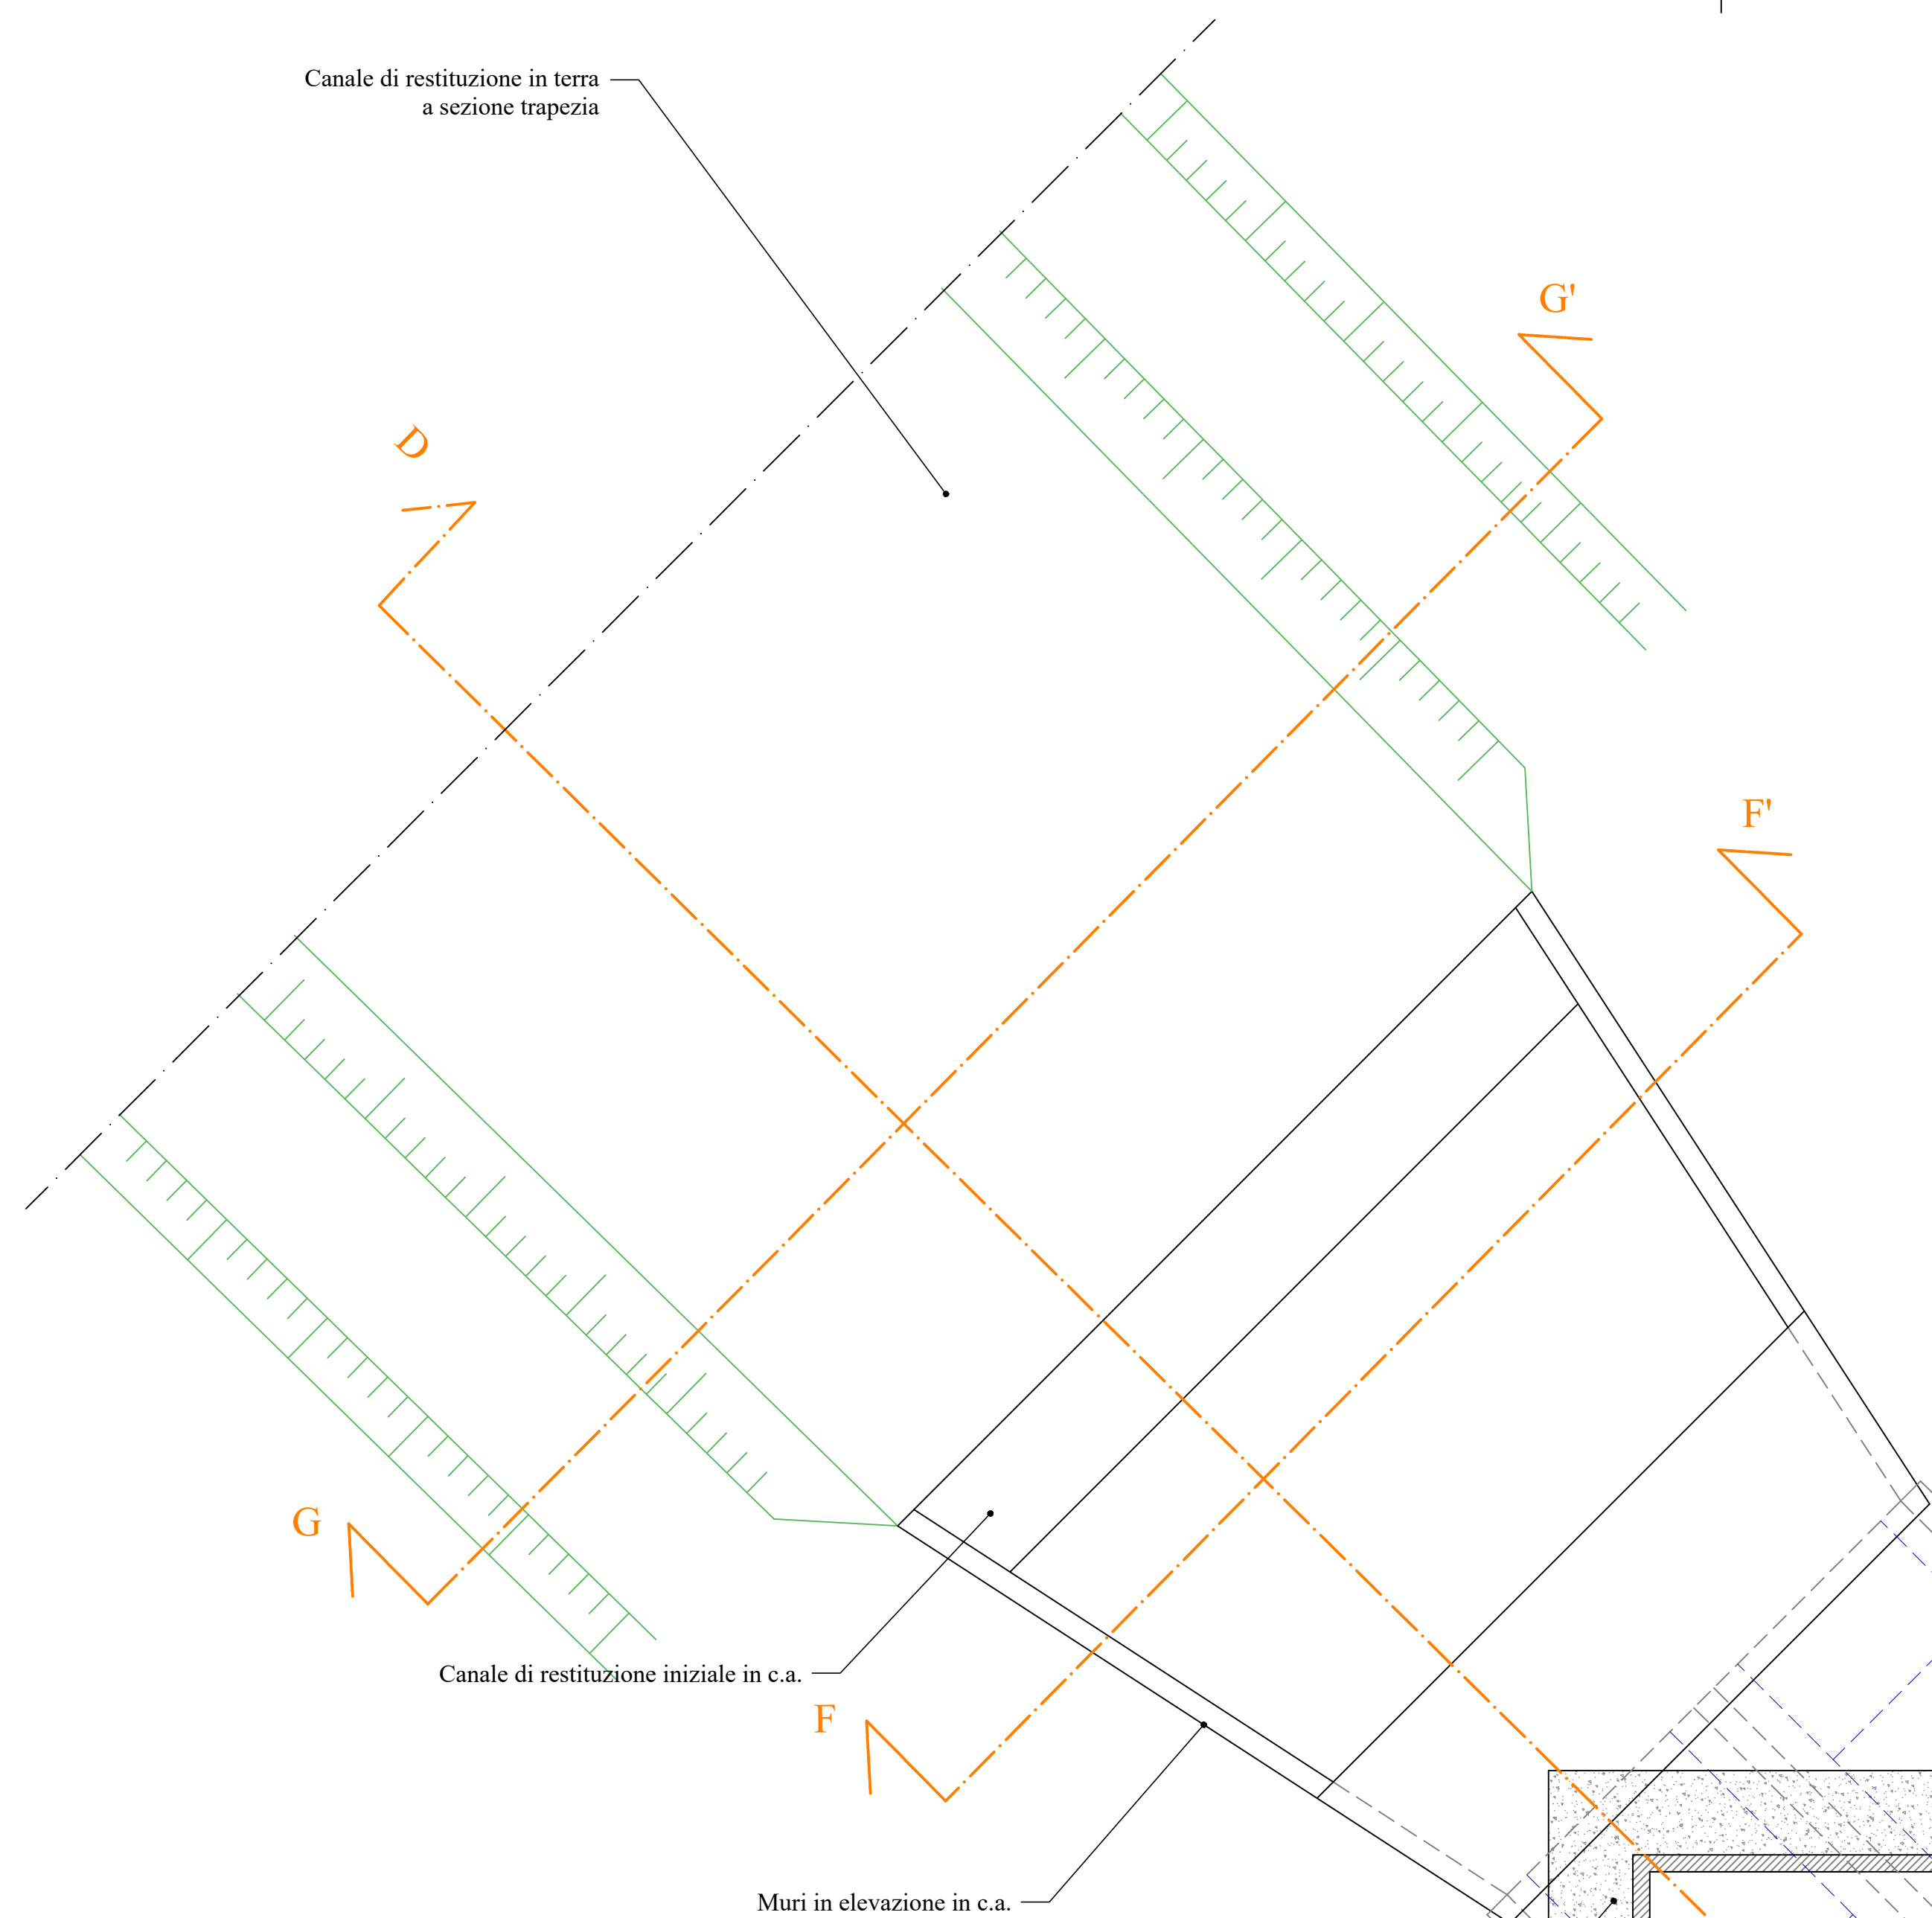 Canale di restituzione in terra
a sezione trapezia
G'
D
F'
G
Canale di restituzione iniziale in c.a.
F
Muri in elevazione in c.a.